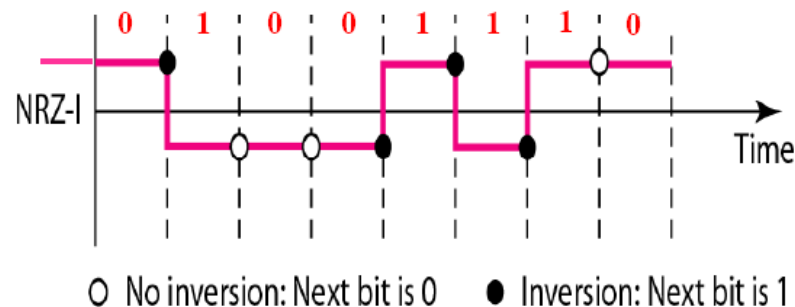 0 1 0 0 1 1 1 0
NRZ-I
Time
No inversion: Next bit is 0 Inversion: Next bit is 1